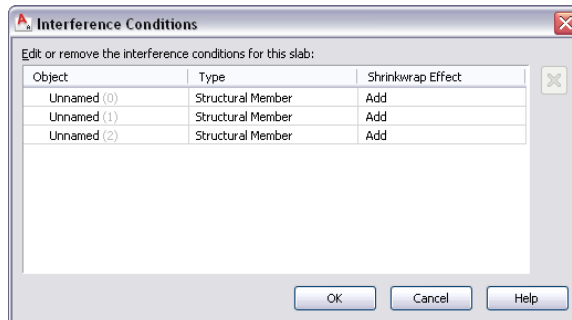 Interference Conditions
Edit or remove the interference conditions for this slab:
Object Type Shrinkwrap Effect
Unnamed (0) Structural Member Add
Unnamed (1) Structural Member Add
Unnamed (2) Structural Member Add
OK Cancel Help